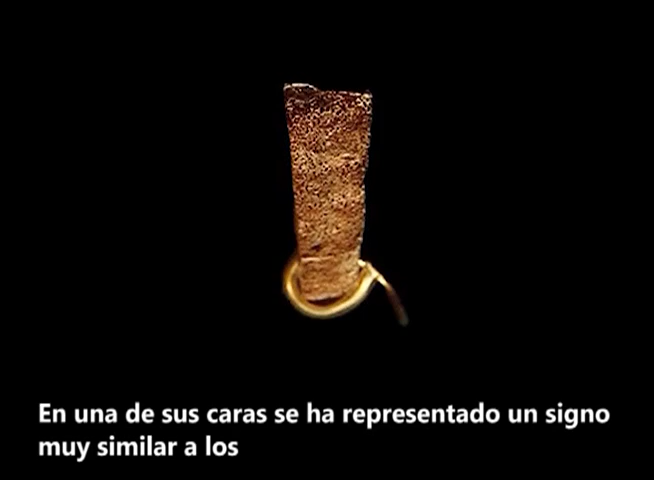 En una de sus caras se ha representado un signo
muy similar a los